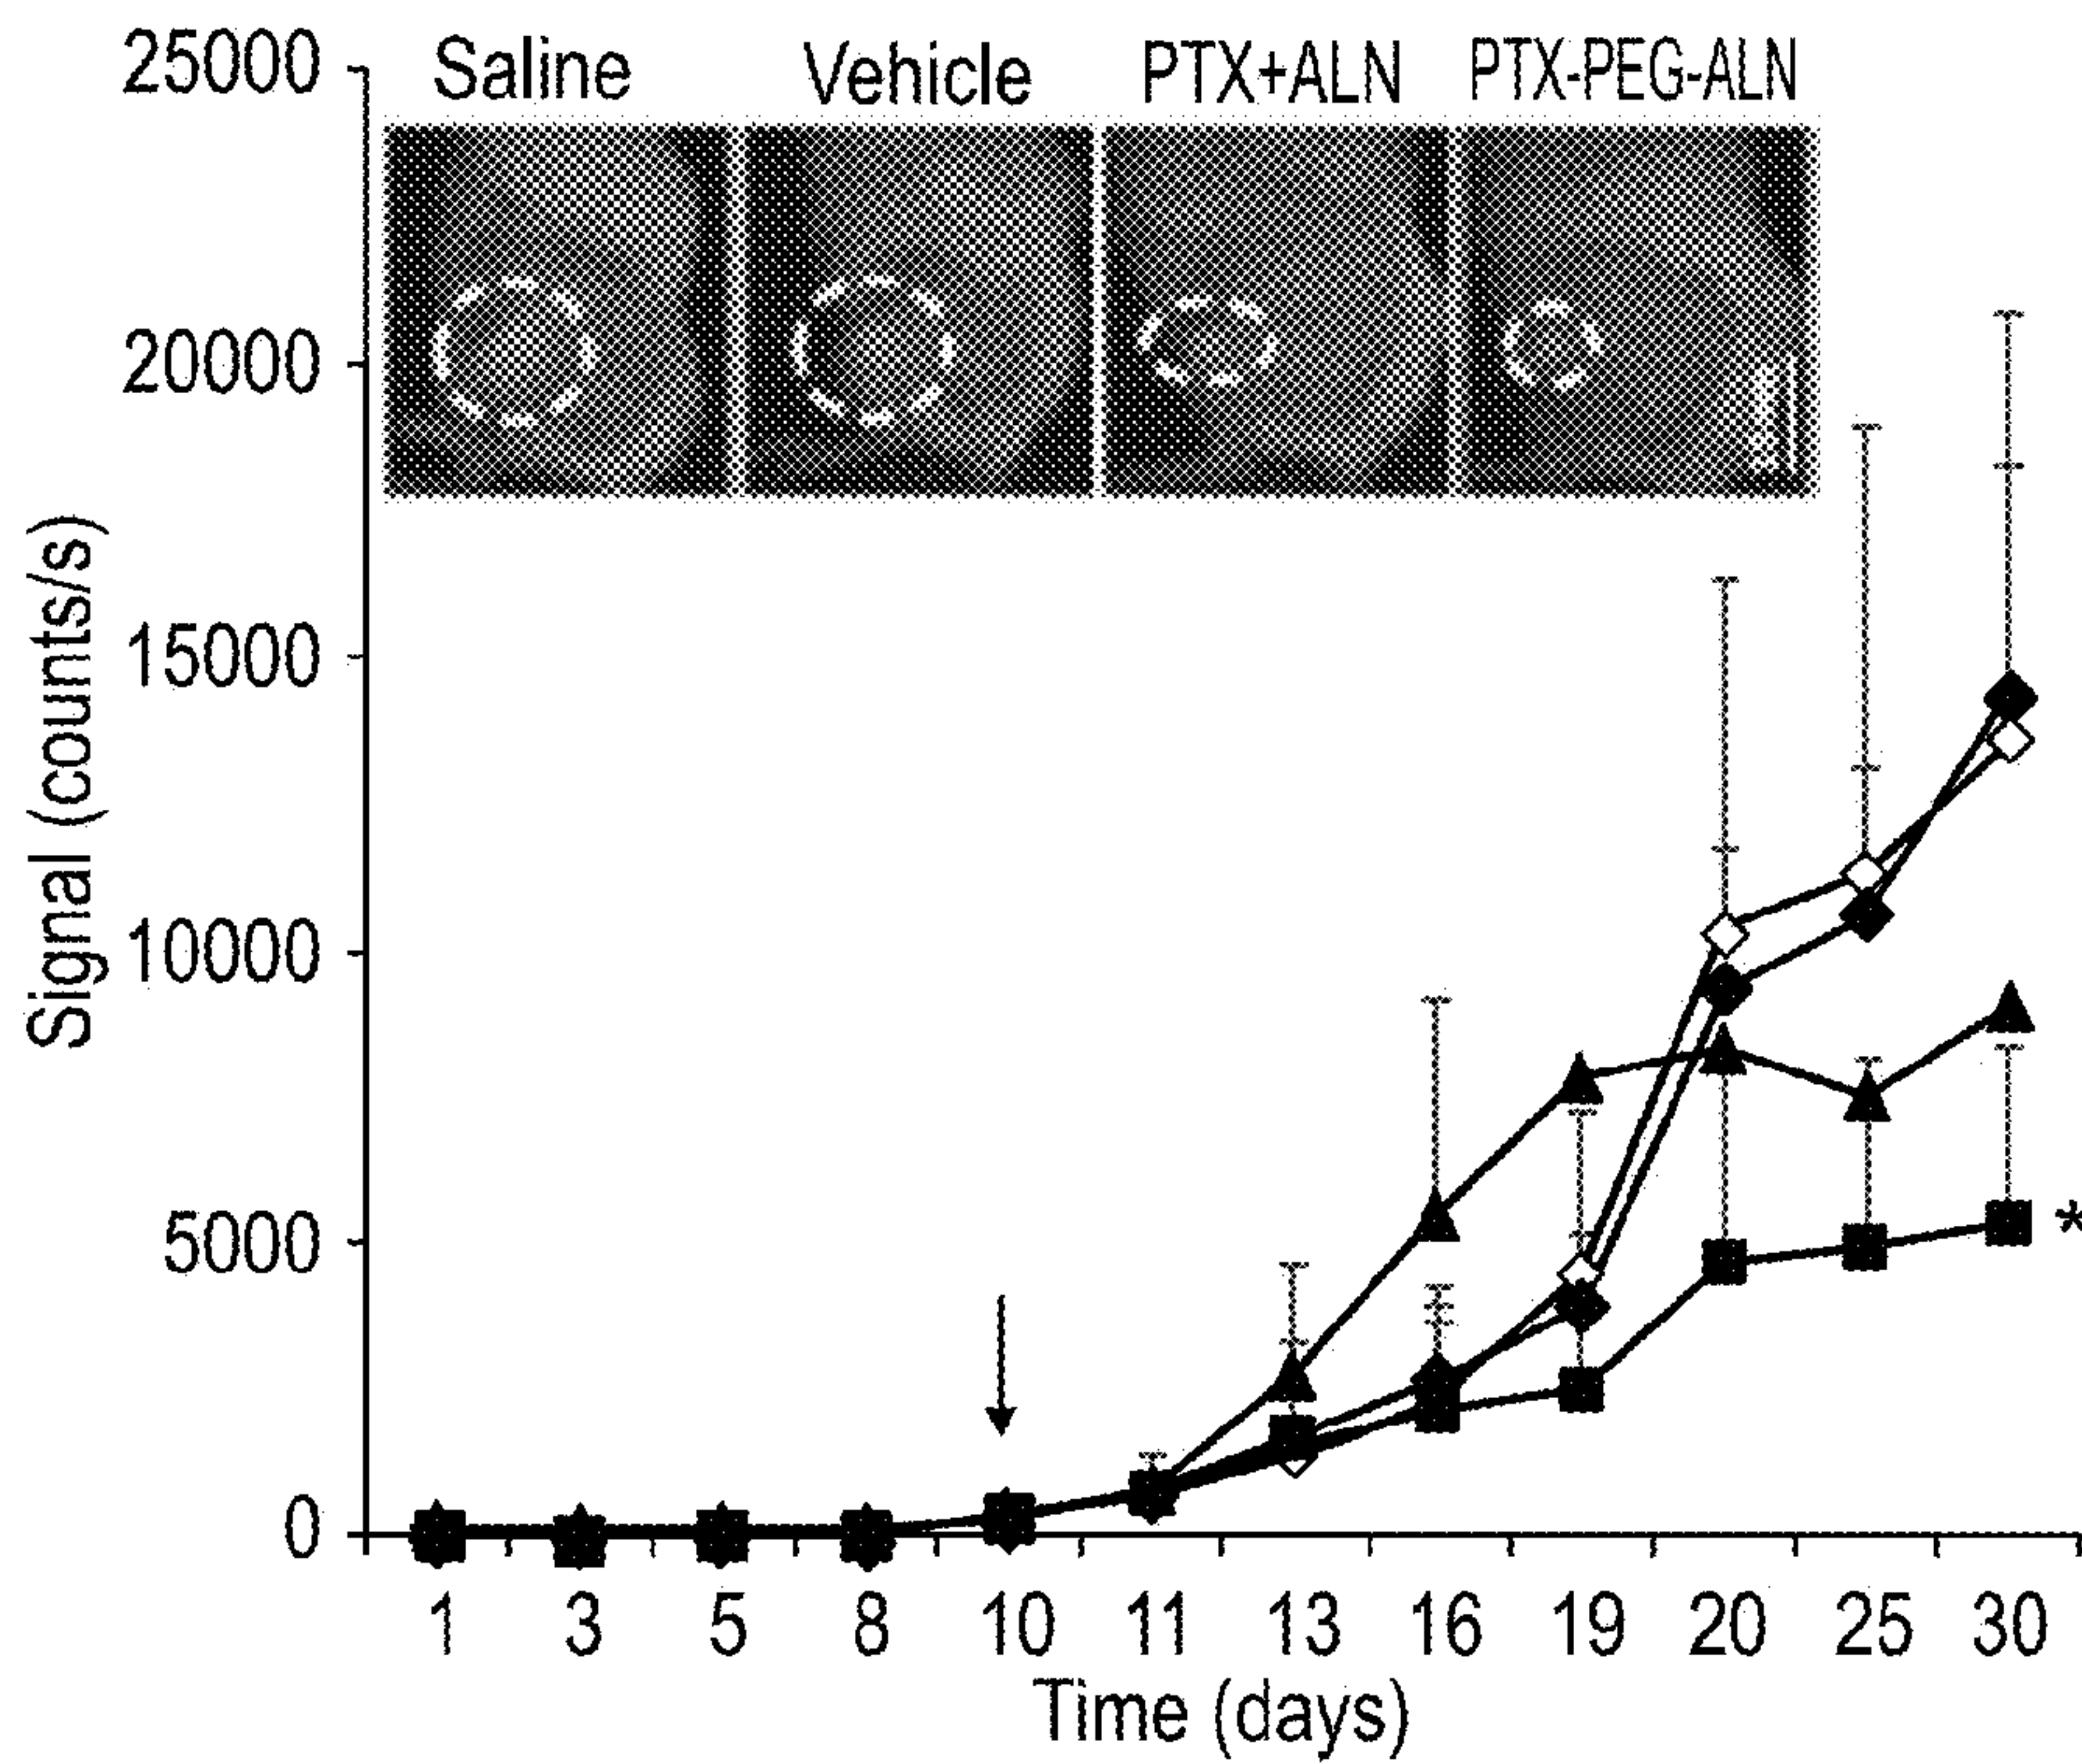 Saline Vehicle PTX+ALN PTX-PEG-ALN
25000
20000
15000
10000
5000
0
Signal (counts/s)
*
1 3 5 8 10 11 13 16 19 20 25 30
Time (days)